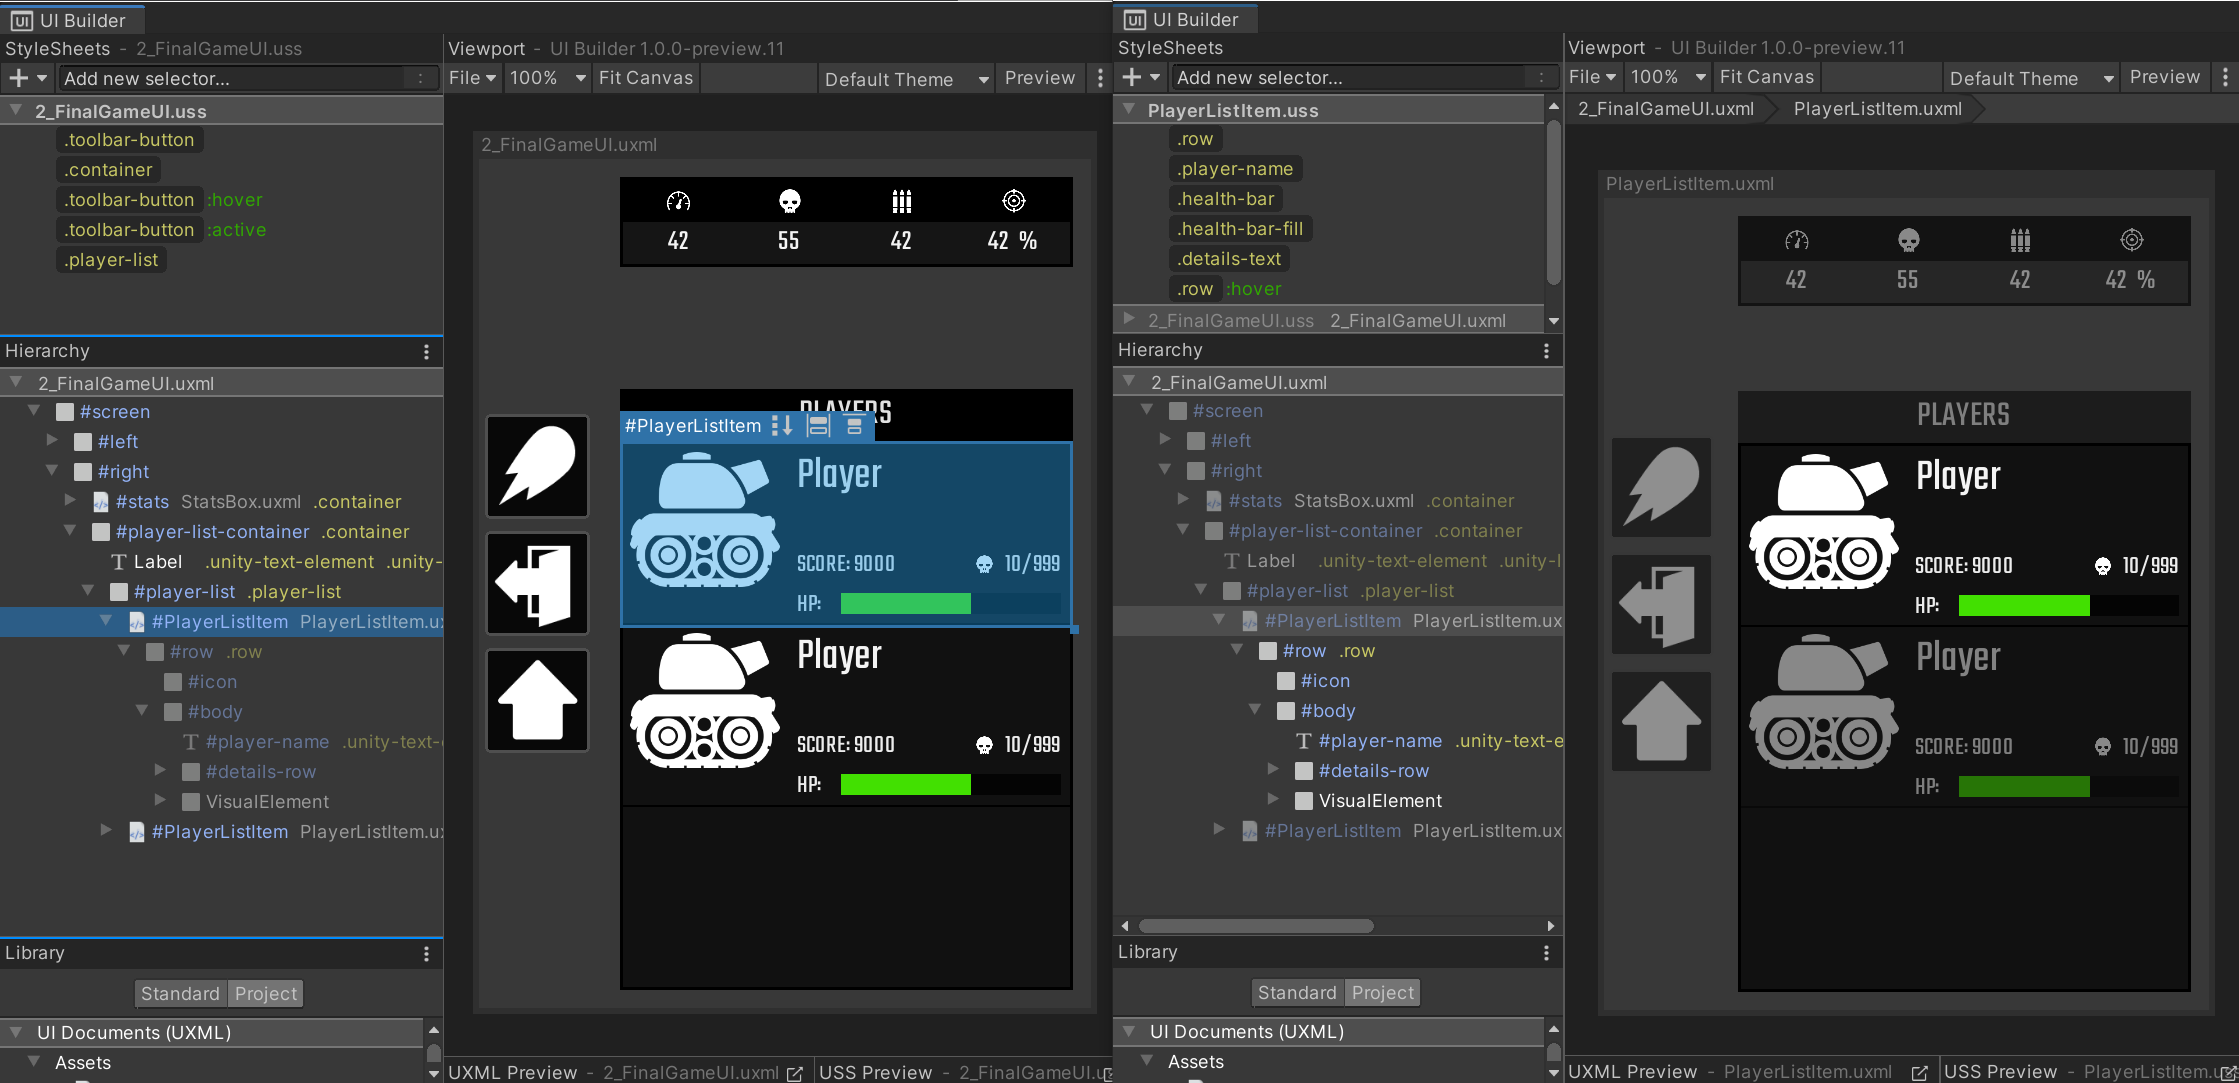 UI Builder
StyleSheets - 2_FinalGameUI.uss
Add new selector...
2_FinalGameUI.uss
.toolbar-button
.container
.toolbar-button :hover
.toolbar-button :active
.player-list
Hierarchy
2_FinalGameUI.uxml
#screen
#left
#right
#stats StatsBox.uxml .container
#player-list-container .container
Label .unity-text-element .unity-
#player-list .player-list
#PlayerListItem PlayerListItem.ux
#row .row
#icon
#body
#player-name .unity-text-
#details-row
VisualElement
#PlayerListItem PlayerListItem.ux
Library
Standard Project
UI Documents (UXML)
Assets
Viewport - UI Builder 1.0.0-preview.11
File 100% Fit Canvas Default Theme Preview
2_FinalGameUI.uxml
42 55 42 42 %
PLAYERS
#PlayerListItem
Player
SCORE: 9000 10/999
HP:
Player
SCORE: 9000 10/999
HP:
UXML Preview - 2_FinalGameUI.uxml USS Preview - 2_FinalGameUI.u
UI Builder
StyleSheets
Add new selector...
PlayerListItem.uss
.row
.player-name
.health-bar
.health-bar-fill
.details-text
.row :hover
2_FinalGameUI.uss 2_FinalGameUI.uxml
Hierarchy
2_FinalGameUI.uxml
#screen
#left
#right
#stats StatsBox.uxml .container
#player-list-container .container
Label .unity-text-element .unity-l
#player-list .player-list
#PlayerListItem PlayerListItem.ux
#row .row
#icon
#body
#player-name .unity-text-e
#details-row
VisualElement
#PlayerListItem PlayerListItem.ux
Library
Standard Project
UI Documents (UXML)
Assets
Viewport - UI Builder 1.0.0-preview.11
File 100% Fit Canvas Default Theme Preview
2_FinalGameUI.uxml PlayerListItem.uxml
PlayerListItem.uxml
42 55 42 42 %
PLAYERS
Player
SCORE: 9000 10/999
HP:
Player
SCORE: 9000 10/999
HP:
UXML Preview - PlayerListItem.uxml USS Preview - PlayerListItem.u